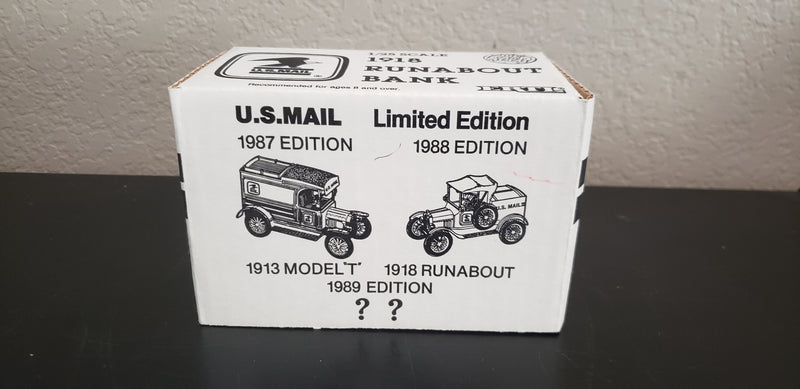 U.S.MAIL
1/25 SCALE
1918
RUNABOUT
BANK
Recommended for ages 8 and over.
ERTL
U.S.MAIL Limited Edition
1987 EDITION 1988 EDITION
U.S. MAIL
1913 MODEL"T" 1918 RUNABOUT
1989 EDITION
? ?